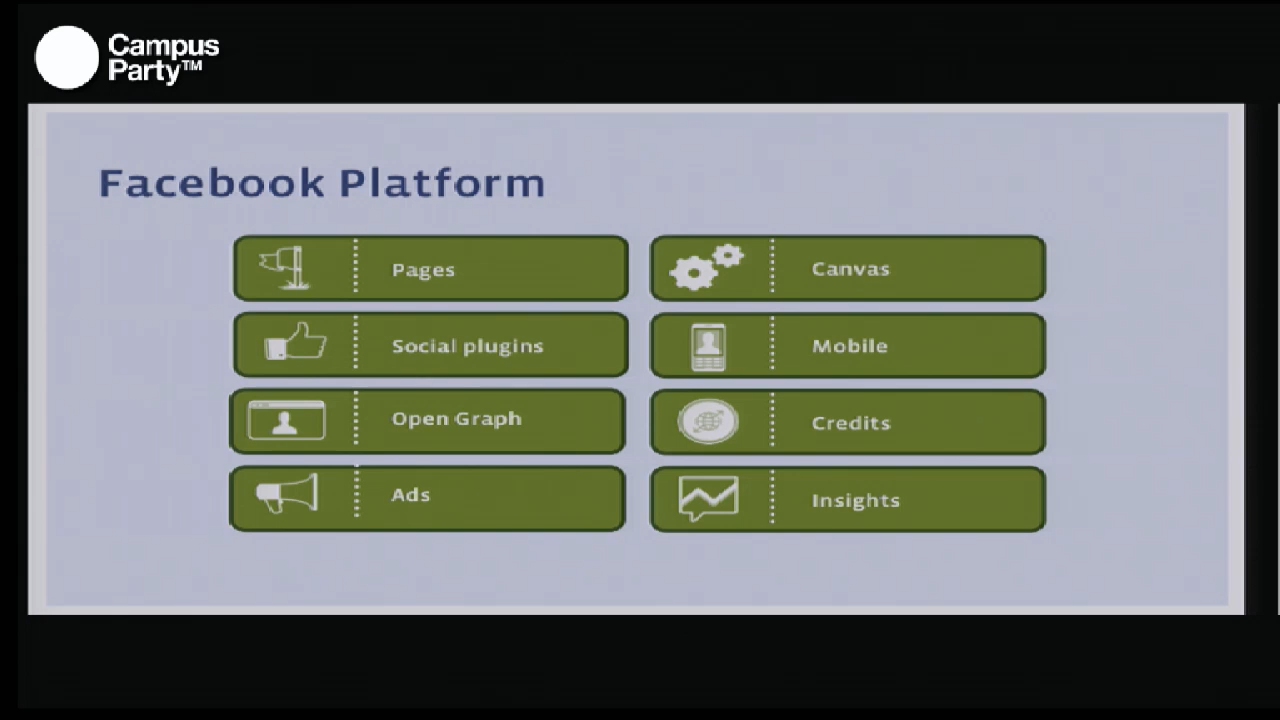 Campus
Party™
Facebook Platform
Pages
Canvas
Social plugins
Mobile
Open Graph
Credits
Ads
Insights